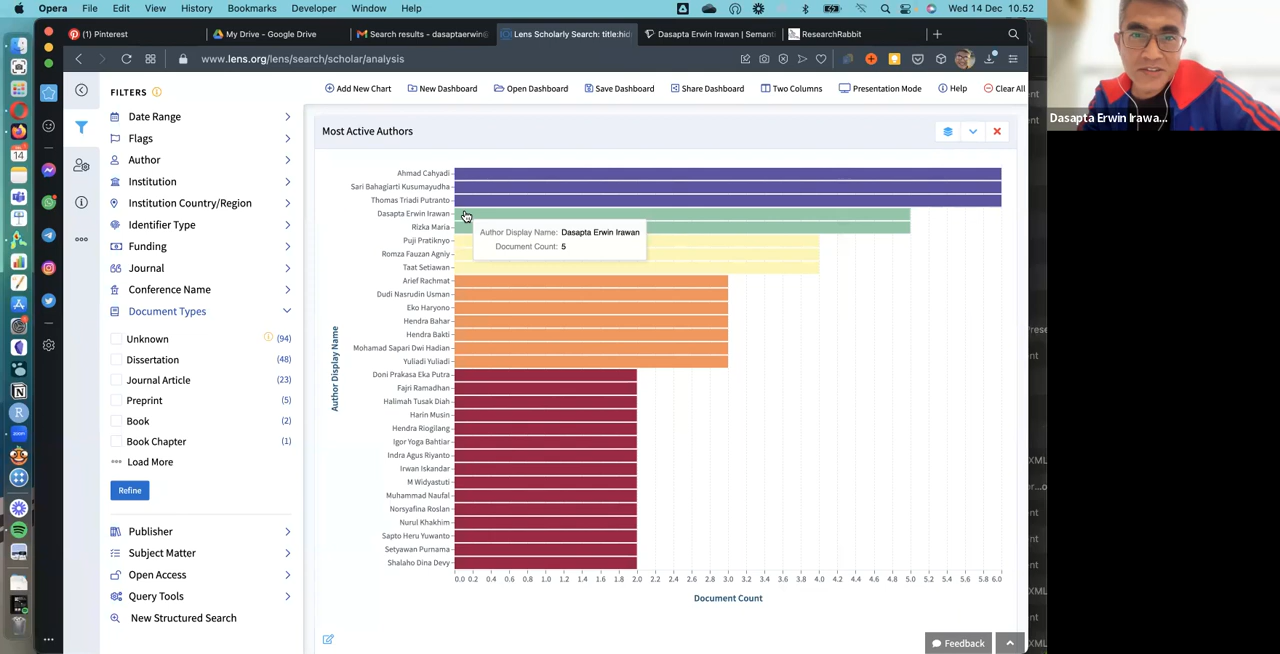 Opera File Edit View History Bookmarks Developer Window Help Wed 14 Dec 10.52
(1) Pinterest My Drive - Google Drive Search results - dasaptaerwin@ Lens Scholarly Search: title:hid Dasapta Erwin Irawan | Semant ResearchRabbit
www.lens.org/lens/search/scholar/analysis
FILTERS
Date Range
Flags
Author
Institution
Institution Country/Region
Identifier Type
Funding
Journal
Conference Name
Document Types
Unknown (94)
Dissertation (48)
Journal Article (23)
Preprint (5)
Book (2)
Book Chapter (1)
Load More
Refine
Publisher
Subject Matter
Open Access
Query Tools
New Structured Search
Add New Chart New Dashboard Open Dashboard Save Dashboard Share Dashboard Two Columns Presentation Mode Help Clear All
Most Active Authors
Author Display Name
Ahmad Cahyadi
Sari Bahagiarti Kusumayudha
Thomas Triadi Putranto
Dasapta Erwin Irawan
Rizka Maria
Puji Pratiknyo
Romza Fauzan Agniy
Taat Setiawan
Arief Rachmat
Dudi Nasrudin Usman
Eko Haryono
Hendra Bahar
Hendra Bakti
Mohamad Sapari Dwi Hadian
Yuliadi Yuliadi
Doni Prakasa Eka Putra
Fajri Ramadhan
Halimah Tusak Diah
Harin Musin
Hendra Riogilang
Igor Yoga Bahtiar
Indra Agus Riyanto
Irwan Iskandar
M Widyastuti
Muhammad Naufal
Norsyafina Roslan
Nurul Khakhim
Sapto Heru Yuwanto
Setyawan Purnama
Shalaho Dina Devy
Author Display Name: Dasapta Erwin Irawan
Document Count: 5
0.0 0.2 0.4 0.6 0.8 1.0 1.2 1.4 1.6 1.8 2.0 2.2 2.4 2.6 2.8 3.0 3.2 3.4 3.6 3.8 4.0 4.2 4.4 4.6 4.8 5.0 5.2 5.4 5.6 5.8 6.0
Document Count
Feedback
Dasapta Erwin Irawa...